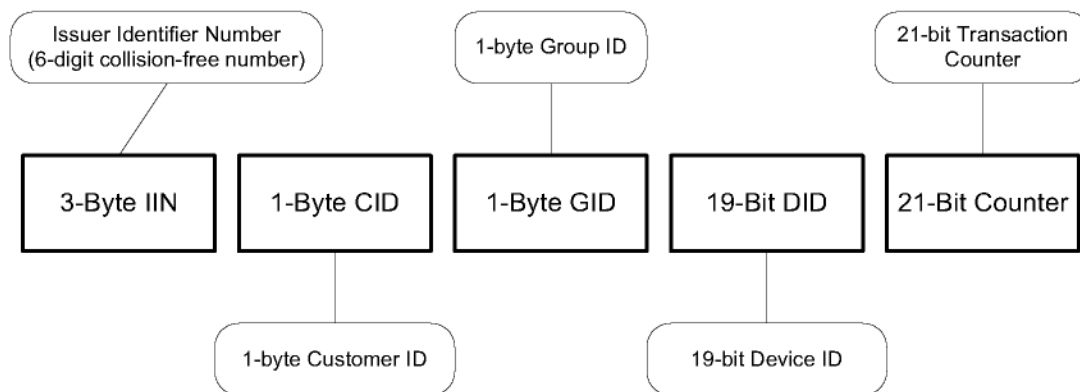 Issuer Identifier Number
(6-digit collision-free number)
1-byte Group ID
21-bit Transaction
Counter
3-Byte IIN
1-Byte CID
1-Byte GID
19-Bit DID
21-Bit Counter
1-byte Customer ID
19-bit Device ID